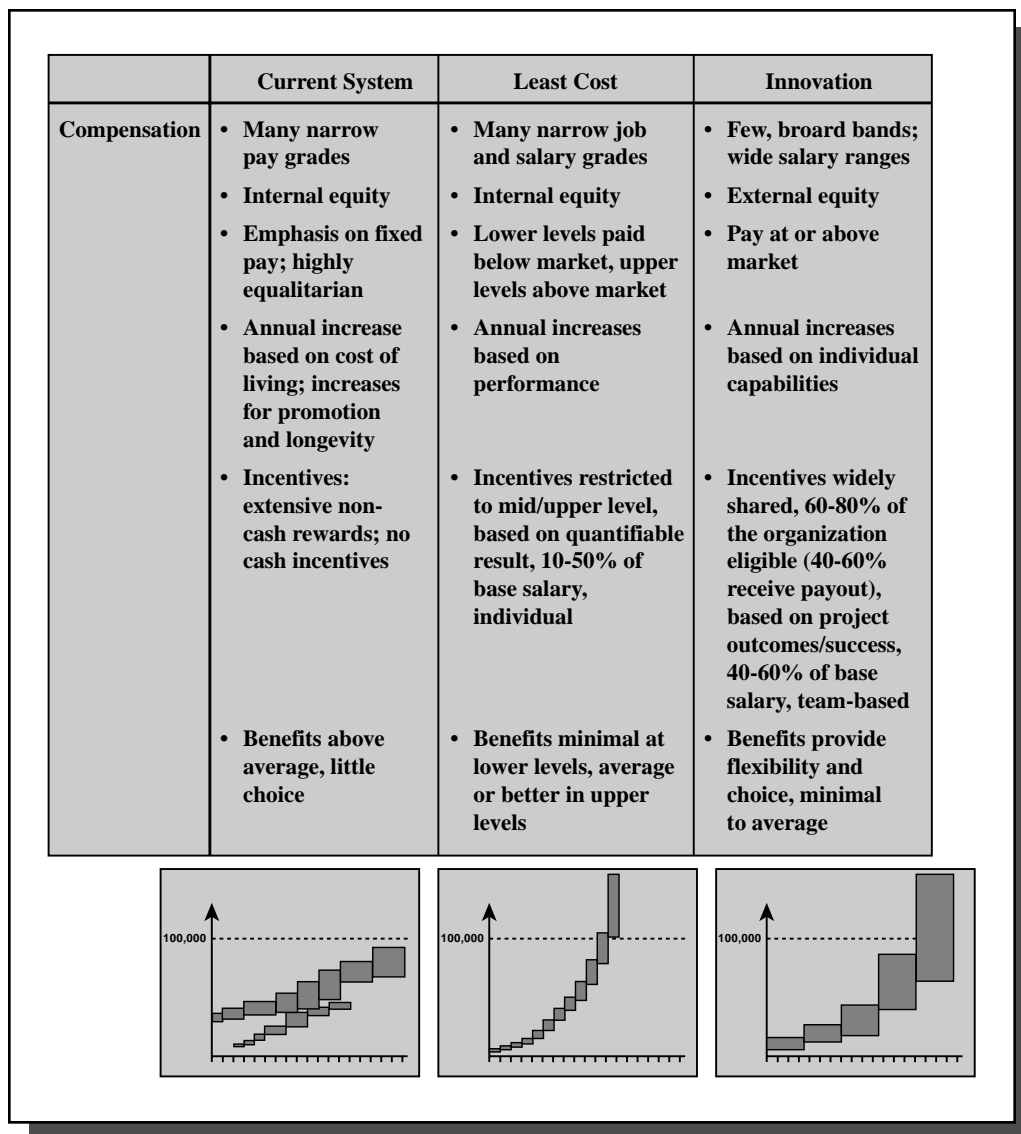 Current System
Least Cost
Innovation
Compensation
• Many narrow
pay grades
• Internal equity
• Emphasis on fixed
pay; highly
equalitarian
• Annual increase
based on cost of
living; increases
for promotion
and longevity
• Incentives:
extensive non-
cash rewards; no
cash incentives
• Benefits above
average, little
choice
• Many narrow job
and salary grades
• Internal equity
• Lower levels paid
below market, upper
levels above market
• Annual increases
based on
performance
• Incentives restricted
to mid/upper level,
based on quantifiable
result, 10-50% of
base salary,
individual
• Benefits minimal at
lower levels, average
or better in upper
levels
• Few, broard bands;
wide salary ranges
• External equity
• Pay at or above
market
• Annual increases
based on individual
capabilities
• Incentives widely
shared, 60-80% of
the organization
eligible (40-60%
receive payout),
based on project
outcomes/success,
40-60% of base
salary, team-based
• Benefits provide
flexibility and
choice, minimal
to average
100,000
100,000
100,000